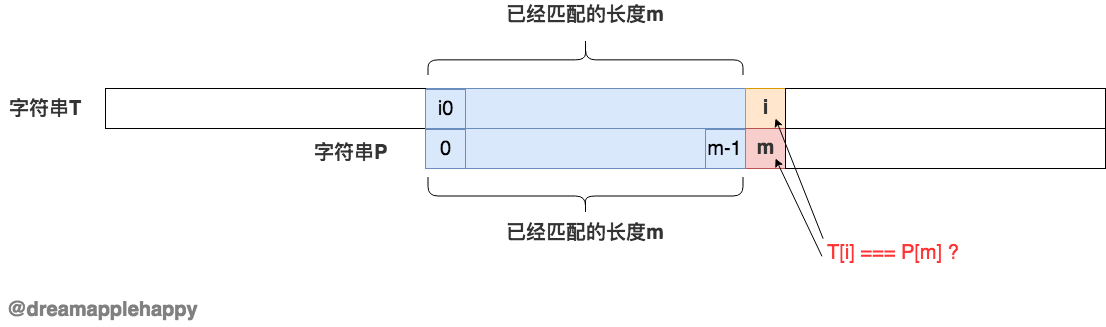 已经匹配的长度m
字符串T
i0
i
字符串P
0
m-1
m
已经匹配的长度m
T[i] === P[m] ?
@dreamapplehappy